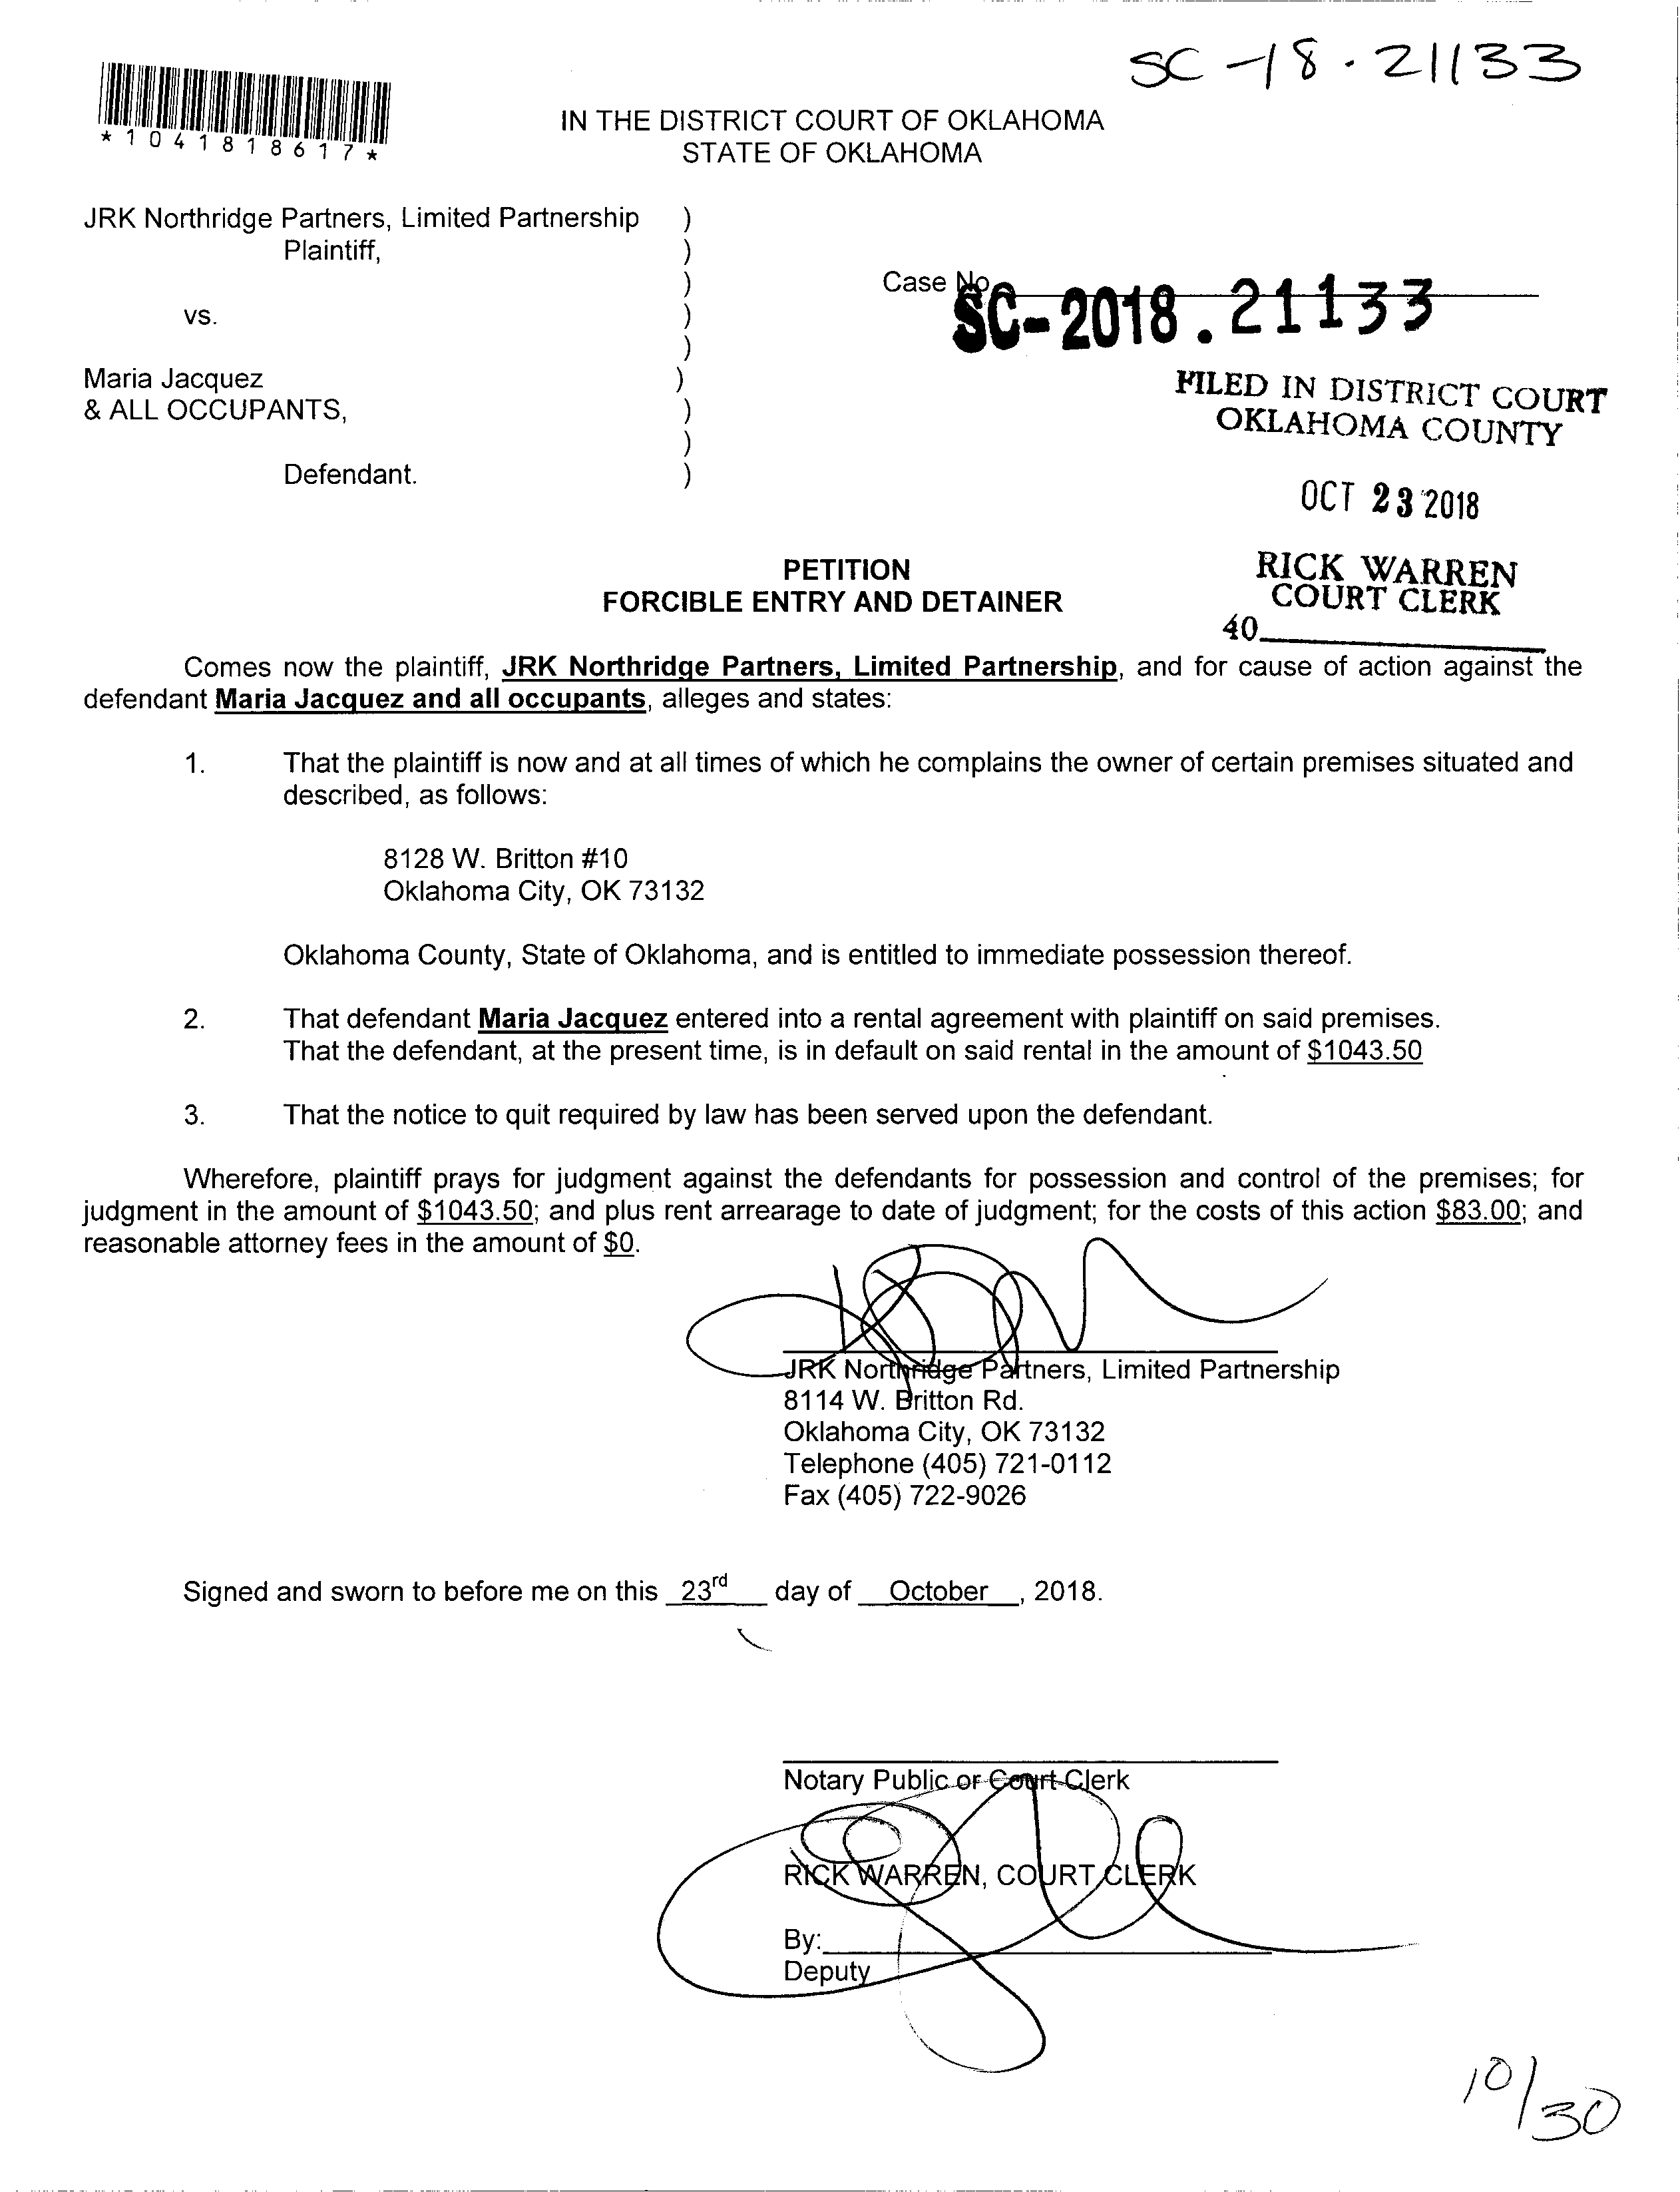 SC-18-21133
*1041818617*
IN THE DISTRICT COURT OF OKLAHOMA
STATE OF OKLAHOMA
JRK Northridge Partners, Limited Partnership )
Plaintiff, )
)
vs. )
)
Maria Jacquez )
& ALL OCCUPANTS, )
)
Defendant. )
Case No.
SC-2018.21133
FILED IN DISTRICT COURT
OKLAHOMA COUNTY
OCT 23 2018
RICK WARREN
COURT CLERK
40
PETITION
FORCIBLE ENTRY AND DETAINER
Comes now the plaintiff, JRK Northridge Partners, Limited Partnership, and for cause of action against the
defendant Maria Jacquez and all occupants, alleges and states:
1. That the plaintiff is now and at all times of which he complains the owner of certain premises situated and
described, as follows:
8128 W. Britton #10
Oklahoma City, OK 73132
Oklahoma County, State of Oklahoma, and is entitled to immediate possession thereof.
2. That defendant Maria Jacquez entered into a rental agreement with plaintiff on said premises.
That the defendant, at the present time, is in default on said rental in the amount of $1043.50
3. That the notice to quit required by law has been served upon the defendant.
Wherefore, plaintiff prays for judgment against the defendants for possession and control of the premises; for
judgment in the amount of $1043.50; and plus rent arrearage to date of judgment; for the costs of this action $83.00; and
reasonable attorney fees in the amount of $0.
JRK Northridge Partners, Limited Partnership
8114 W. Britton Rd.
Oklahoma City, OK 73132
Telephone (405) 721-0112
Fax (405) 722-9026
Signed and sworn to before me on this 23rd day of October, 2018.
Notary Public or Court Clerk
RICK WARREN, COURT CLERK
By:
Deputy
10/30